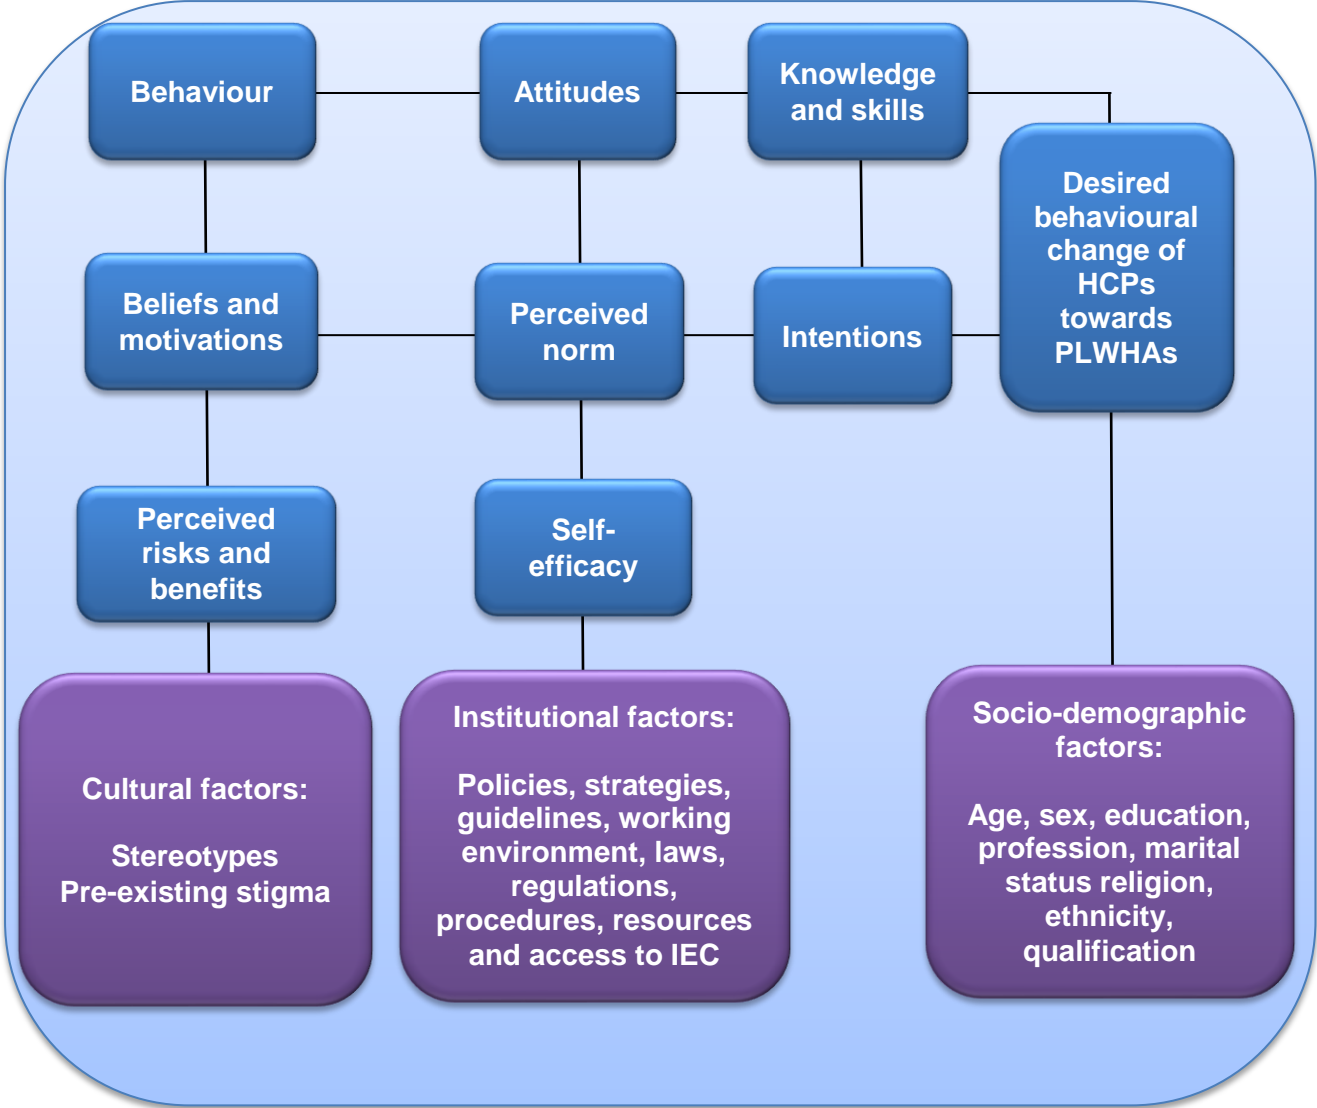 Behaviour
Attitudes
Knowledge
and skills
Desired
behavioural
change of
HCPs
towards
PLWHAs
Beliefs and
motivations
Perceived
norm
Intentions
Perceived
risks and
benefits
Self-
efficacy
Cultural factors:
Stereotypes
Pre-existing stigma
Institutional factors:
Policies, strategies,
guidelines, working
environment, laws,
regulations,
procedures, resources
and access to IEC
Socio-demographic
factors:
Age, sex, education,
profession, marital
status religion,
ethnicity,
qualification